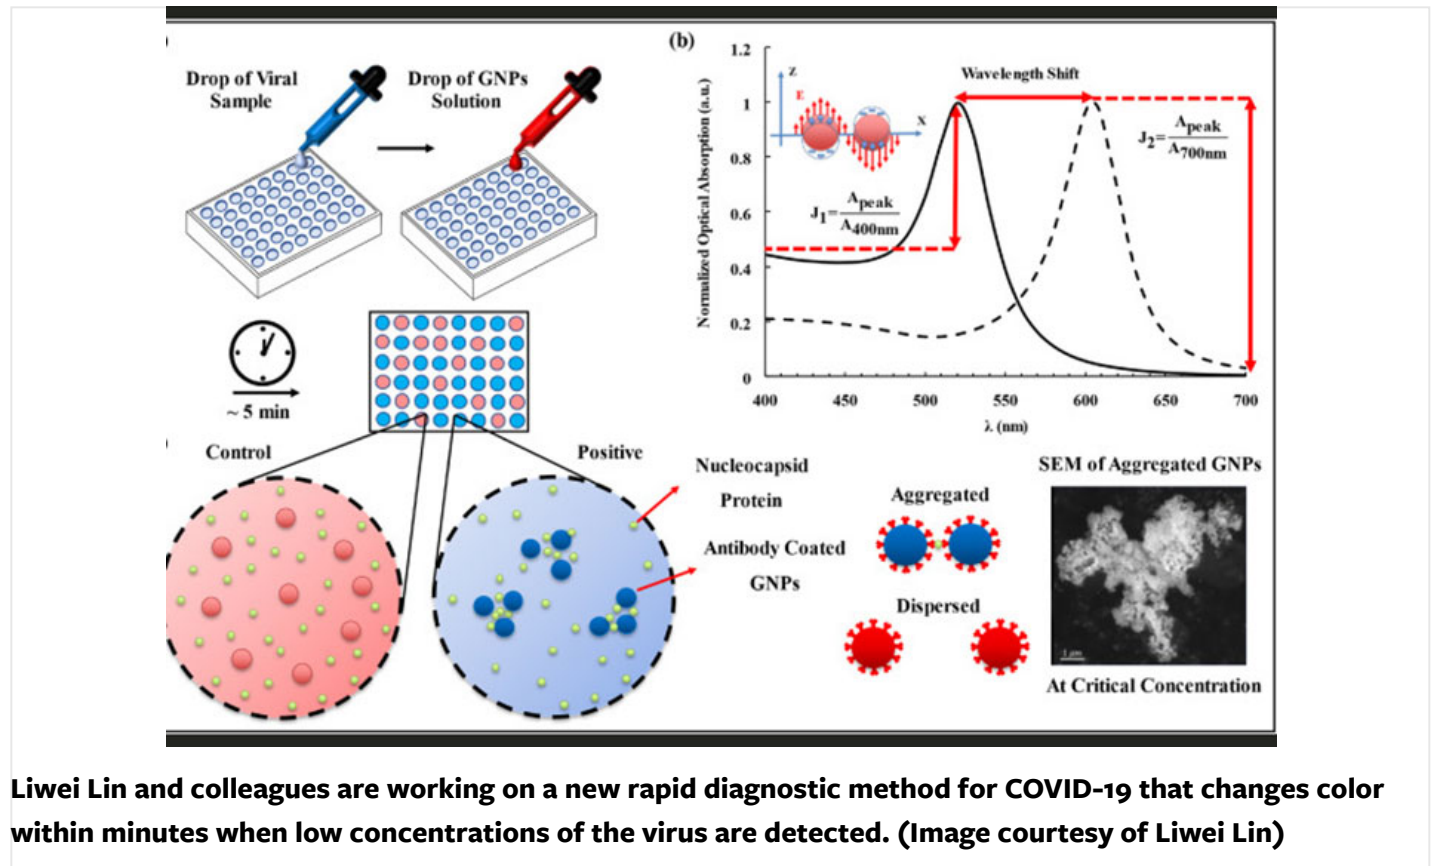 )
Drop of Viral
Sample
Drop of GNPs
Solution
~ 5 min
(b)
1.2
1
0.8
0.6
0.4
0.2
0
Normalized Optical Absorption (a.u.)
Wavelength Shift
Z
E
X
J1=Apeak/A400nm
J2=Apeak/A700nm
400 450 500 550 600 650 700
λ (nm)
)
Control
Positive
Nucleocapsid
Protein
Antibody Coated
GNPs
Aggregated
Dispersed
SEM of Aggregated GNPs
1 µm
At Critical Concentration
Liwei Lin and colleagues are working on a new rapid diagnostic method for COVID-19 that changes color
within minutes when low concentrations of the virus are detected. (Image courtesy of Liwei Lin)